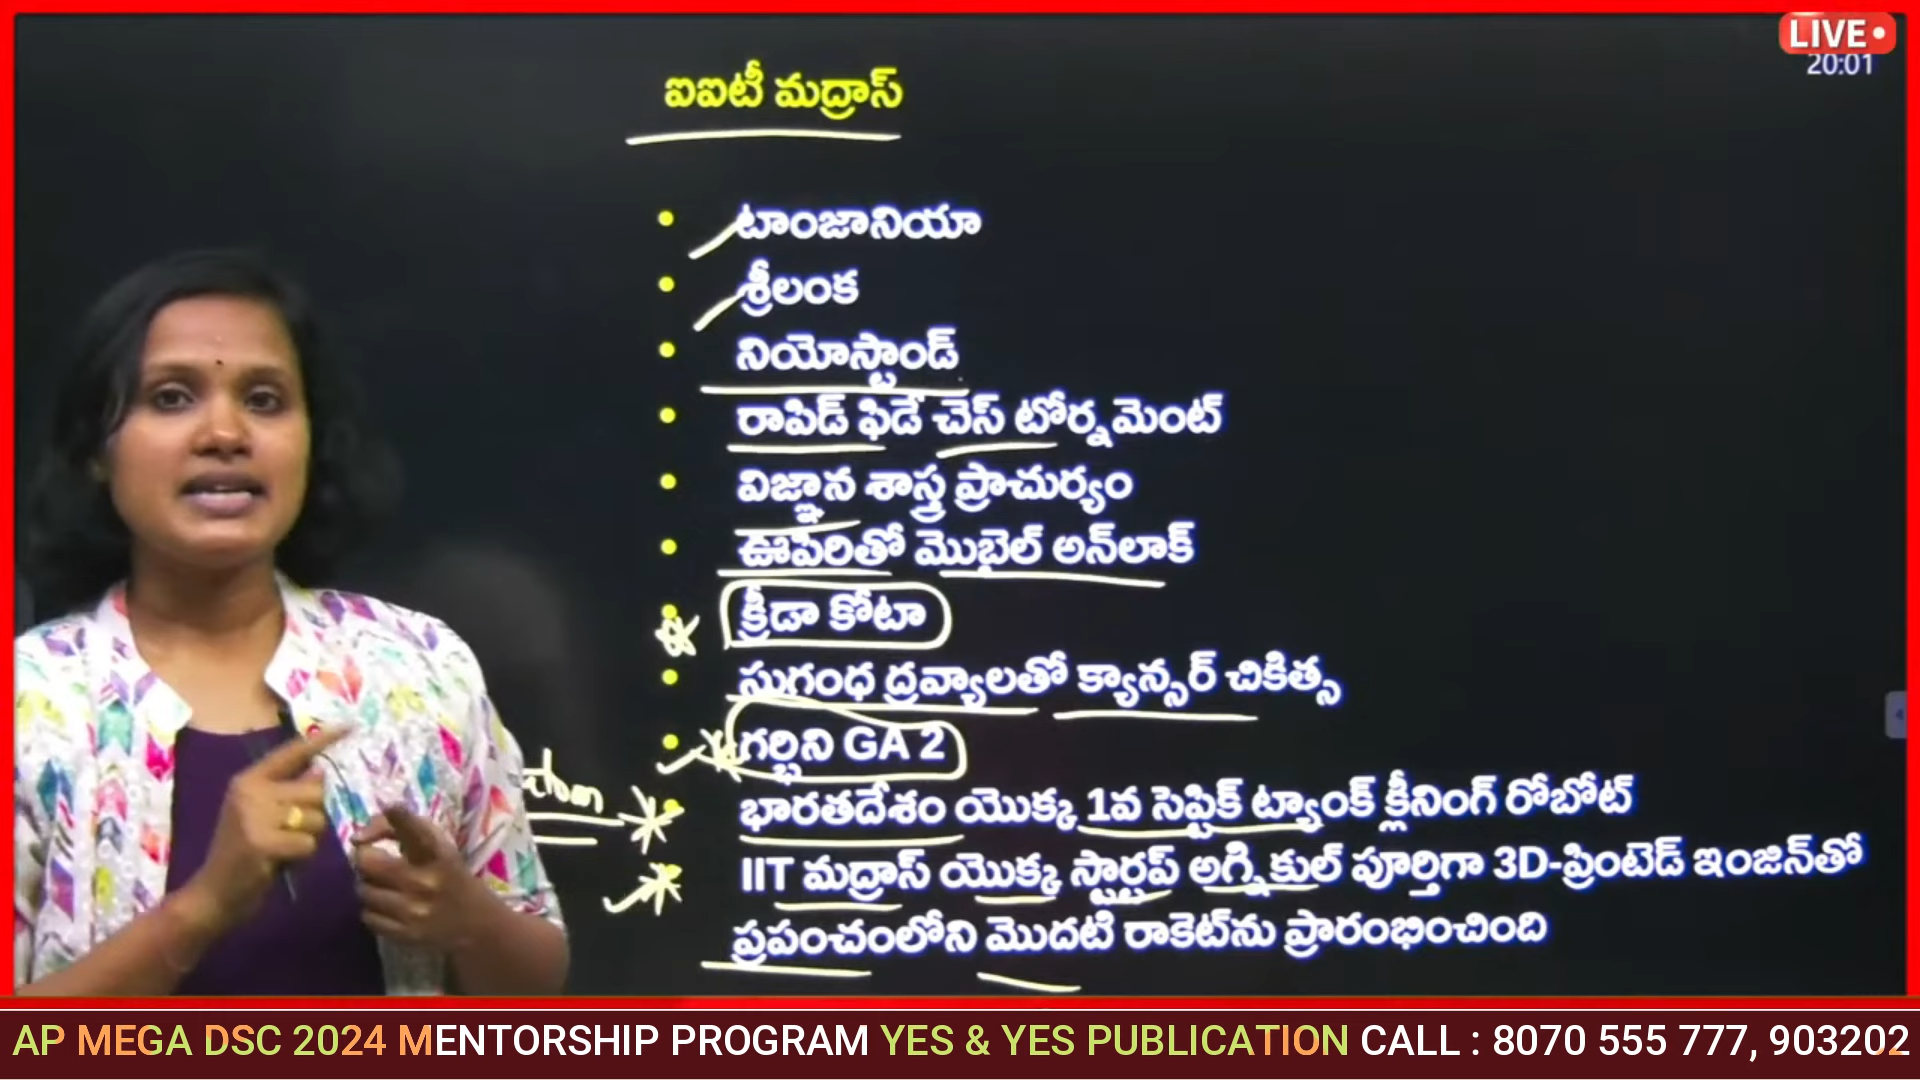 LIVE
20:01
ఐఐటీ మద్రాస్
టాంజానియా
శ్రీలంక
నియోస్టాండ్
రాపిడ్ ఫిడే చెస్ టోర్నమెంట్
విజ్ఞాన శాస్త్ర ప్రాచుర్యం
ఊపిరితో మొబైల్ అన్‌లాక్
క్రీడా కోటా
సుగంధ ద్రవ్యాలతో క్యాన్సర్ చికిత్స
గర్భిని GA 2
భారతదేశం యొక్క 1వ సెప్టిక్ ట్యాంక్ క్లీనింగ్ రోబోట్
IIT మద్రాస్ యొక్క స్టార్టప్ అగ్నికుల్ పూర్తిగా 3D-ప్రింటెడ్ ఇంజిన్‌తో
ప్రపంచంలోని మొదటి రాకెట్‌ను ప్రారంభించింది
AP MEGA DSC 2024 MENTORSHIP PROGRAM YES & YES PUBLICATION CALL : 8070 555 777, 903202